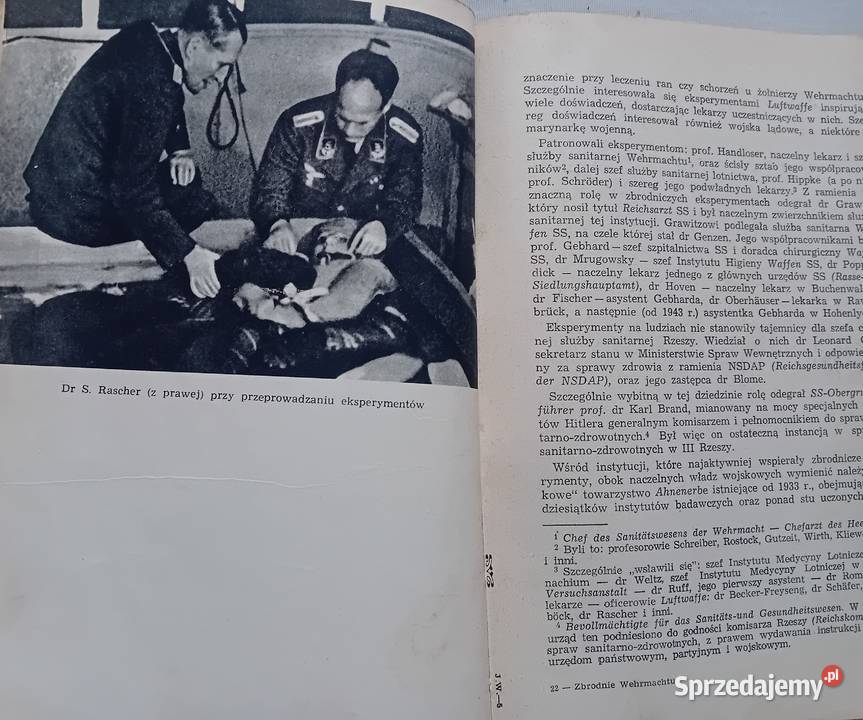 Dr S. Rascher (z prawej) przy przeprowadzaniu eksperymentów
znaczenie przy leczeniu ran czy schorzeń u żołnierzy Wehrmachtu
Szczególnie interesowała się eksperymentami Luftwaffe inspirują
wiele doświadczeń, dostarczając lekarzy uczestniczących w nich. Sze
reg doświadczeń interesował również wojska lądowe, a niektóre
marynarkę wojenną.
Patronowali eksperymentom: prof. Handloser, naczelny lekarz i sz
służby sanitarnej Wehrmachtu¹, oraz ścisły sztab jego współpracow
ników², dalej szef służby sanitarnej lotnictwa, prof. Hippke (a po n
prof. Schröder) i szereg jego podwładnych lekarzy.³ Z ramienia
znaczną rolę w zbrodniczych eksperymentach odegrał dr Graw
który nosił tytuł Reichsarzt SS i był naczelnym zwierzchnikiem słu
sanitarnej tej instytucji. Grawitzowi podlegała służba sanitarna W
fen SS, na czele której stał dr Genzen. Jego współpracownikami b
prof. Gebhard — szef szpitalnictwa SS i doradca chirurgiczny Wa
SS, dr Mrugowsky — szef Instytutu Higieny Waffen SS, dr Popp
dick — naczelny lekarz jednego z głównych urzędów SS (Rasse-
Siedlungshauptamt), dr Hoven — naczelny lekarz w Buchenwal
dr Fischer — asystent Gebharda, dr Oberhäuser — lekarka w Rav
brück, a następnie (od 1943 r.) asystentka Gebharda w Hohenly
Eksperymenty na ludziach nie stanowiły tajemnicy dla szefa c
nej służby sanitarnej Rzeszy. Wiedział o nich dr Leonard C
sekretarz stanu w Ministerstwie Spraw Wewnętrznych i odpowie
ny za sprawy zdrowia z ramienia NSDAP (Reichsgesundheitsf
der NSDAP), oraz jego zastępca dr Blome.
Szczególnie wybitną w tej dziedzinie rolę odegrał SS-Obergr
führer prof. dr Karl Brand, mianowany na mocy specjalnych
tów Hitlera generalnym komisarzem i pełnomocnikiem do spraw
tarno-zdrowotnych.⁴ Był więc on ostateczną instancją w sp
sanitarno-zdrowotnych w III Rzeszy.
Wśród instytucji, które najaktywniej wspierały zbrodnicze
rymenty, obok naczelnych władz wojskowych wymienić należy
kowe“ towarzystwo Ahnenerbe istniejące od 1933 r., obejmują
dziesiątków instytutów badawczych oraz ponad stu uczonych
¹ Chef des Sanitätswesens der Wehrmacht — Chefarzt des Hee
² Byli to: profesorowie Schreiber, Rostock, Gutzeit, Wirth, Kliew
i inni.
³ Szczególnie „wsławili się“: szef Instytutu Medycyny Lotnicze
nachium — dr Weltz, szef Instytutu Medycyny Lotniczej w
Versuchsanstalt — dr Ruff, jego pierwszy asystent — dr Rom
lekarze — oficerowie Luftwaffe: dr Becker-Freyseng, dr Schäfer,
böck, dr Rascher i inni.
⁴ Bevollmächtigte für das Sanitäts-und Gesundheitswesen. W
urząd ten podniesiono do godności komisarza Rzeszy (Reichskom
spraw sanitarno-zdrowotnych, z prawem wydawania instrukcji
urzędom państwowym, partyjnym i wojskowym.
22 — Zbrodnie Wehrmachtu
J. W.—5
Sprzedajemy.pl